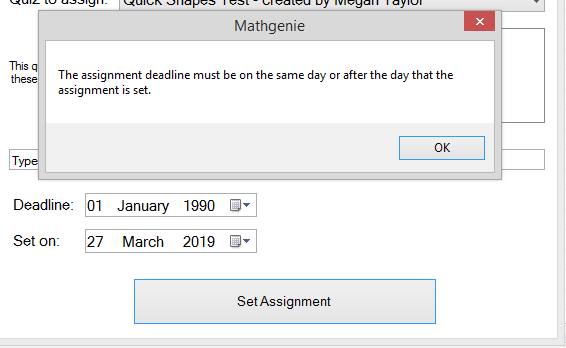 Quiz to assign: Quick Shapes Test - created by Megan Taylor
Mathgenie
The assignment deadline must be on the same day or after the day that the
assignment is set.
This q
these
OK
Type
Deadline: 01 January 1990
Set on: 27 March 2019
Set Assignment